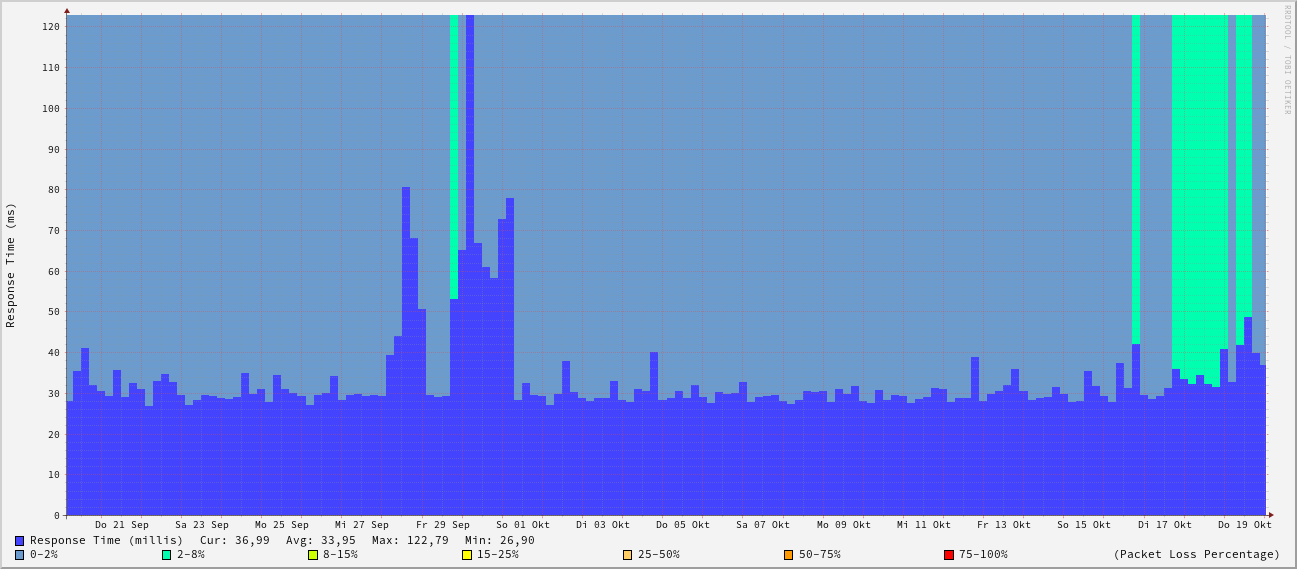 RRDTOOL / TOBI OETIKER
Response Time (ms)
120
110
100
90
80
70
60
50
40
30
20
10
0
Do 21 Sep Sa 23 Sep Mo 25 Sep Mi 27 Sep Fr 29 Sep So 01 Okt Di 03 Okt Do 05 Okt Sa 07 Okt Mo 09 Okt Mi 11 Okt Fr 13 Okt So 15 Okt Di 17 Okt Do 19 Okt
Response Time (millis) Cur: 36,99 Avg: 33,95 Max: 122,79 Min: 26,90
0-2% 2-8% 8-15% 15-25% 25-50% 50-75% 75-100% (Packet Loss Percentage)